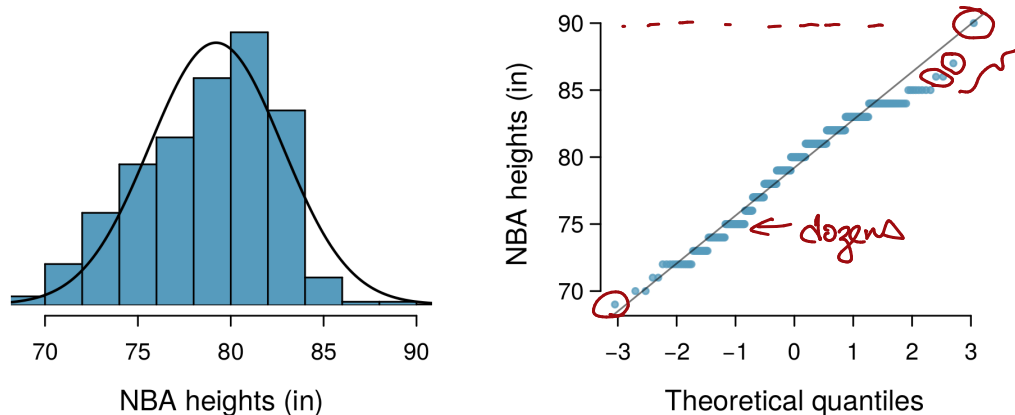 70 75 80 85 90
NBA heights (in)
NBA heights (in)
90
85
80
75
70
dozens
−3 −2 −1 0 1 2 3
Theoretical quantiles